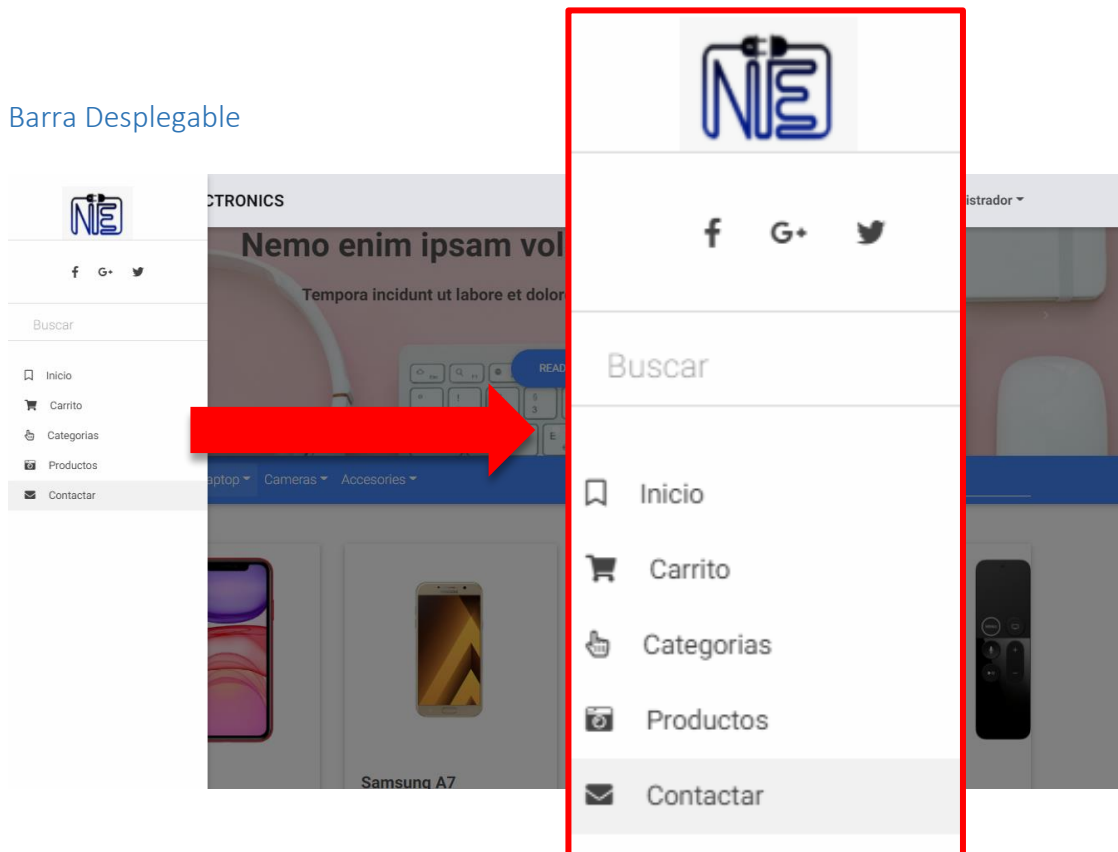 Barra Desplegable
NE
CTRONICS
istrador
Nemo enim ipsam vol
Tempora incidunt ut labore et dolor
READ
f G+
Buscar
Inicio
Carrito
Categorias
Productos
Contactar
aptop Cameras Accesories
Samsung A7
NE
f G+
Buscar
Inicio
Carrito
Categorias
Productos
Contactar